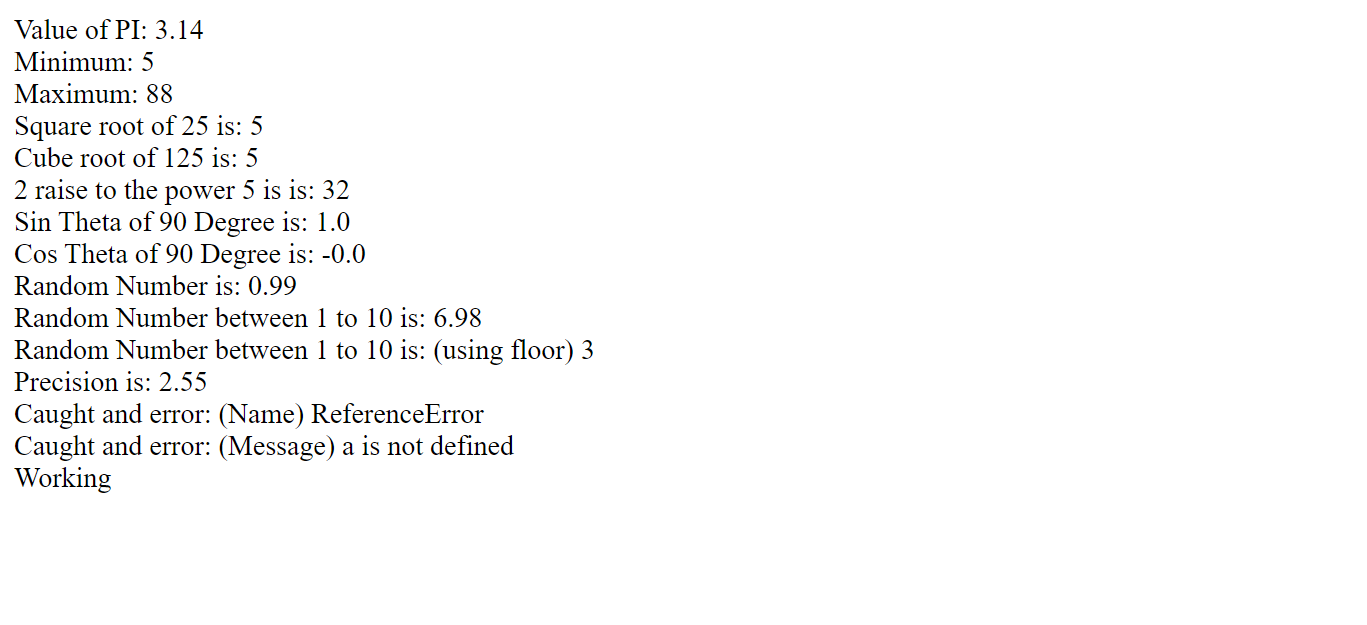 Value of PI: 3.14
Minimum: 5
Maximum: 88
Square root of 25 is: 5
Cube root of 125 is: 5
2 raise to the power 5 is is: 32
Sin Theta of 90 Degree is: 1.0
Cos Theta of 90 Degree is: -0.0
Random Number is: 0.99
Random Number between 1 to 10 is: 6.98
Random Number between 1 to 10 is: (using floor) 3
Precision is: 2.55
Caught and error: (Name) ReferenceError
Caught and error: (Message) a is not defined
Working